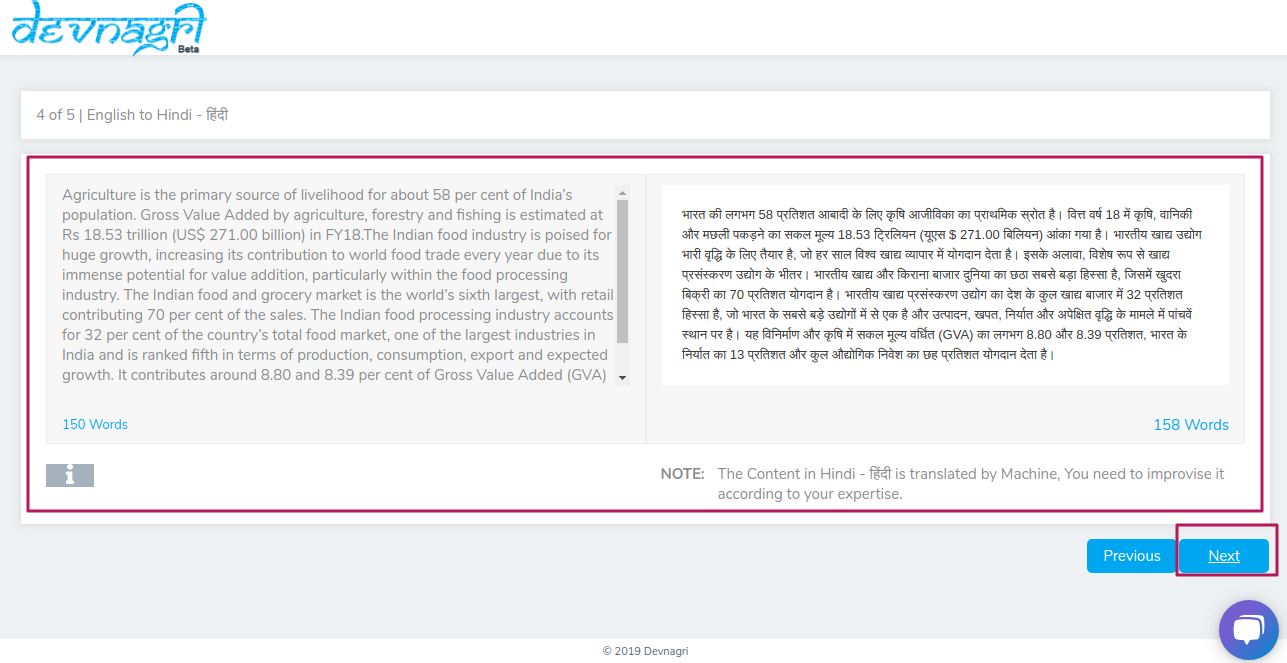 devnagri
Beta
4 of 5 | English to Hindi - हिंदी
Agriculture is the primary source of livelihood for about 58 per cent of India's
population. Gross Value Added by agriculture, forestry and fishing is estimated at
Rs 18.53 trillion (US$ 271.00 billion) in FY18.The Indian food industry is poised for
huge growth, increasing its contribution to world food trade every year due to its
immense potential for value addition, particularly within the food processing
industry. The Indian food and grocery market is the world's sixth largest, with retail
contributing 70 per cent of the sales. The Indian food processing industry accounts
for 32 per cent of the country's total food market, one of the largest industries in
India and is ranked fifth in terms of production, consumption, export and expected
growth. It contributes around 8.80 and 8.39 per cent of Gross Value Added (GVA)
150 Words
भारत की लगभग 58 प्रतिशत आबादी के लिए कृषि आजीविका का प्राथमिक स्रोत है। वित्त वर्ष 18 में कृषि, वानिकी
और मछली पकड़ने का सकल मूल्य 18.53 ट्रिलियन (यूएस $ 271.00 बिलियन) आंका गया है। भारतीय खाद्य उद्योग
भारी वृद्धि के लिए तैयार है, जो हर साल विश्व खाद्य व्यापार में योगदान देता है। इसके अलावा, विशेष रूप से खाद्य
प्रसंस्करण उद्योग के भीतर। भारतीय खाद्य और किराना बाजार दुनिया का छठा सबसे बड़ा हिस्सा है, जिसमें खुदरा
बिक्री का 70 प्रतिशत योगदान है। भारतीय खाद्य प्रसंस्करण उद्योग का देश के कुल खाद्य बाजार में 32 प्रतिशत
हिस्सा है, जो भारत के सबसे बड़े उद्योगों में से एक है और उत्पादन, खपत, निर्यात और अपेक्षित वृद्धि के मामले में पांचवें
स्थान पर है। यह विनिर्माण और कृषि में सकल मूल्य वर्धित (GVA) का लगभग 8.80 और 8.39 प्रतिशत, भारत के
निर्यात का 13 प्रतिशत और कुल औद्योगिक निवेश का छह प्रतिशत योगदान देता है।
158 Words
NOTE: The Content in Hindi - हिंदी is translated by Machine, You need to improvise it
according to your expertise.
Previous
Next
© 2019 Devnagri